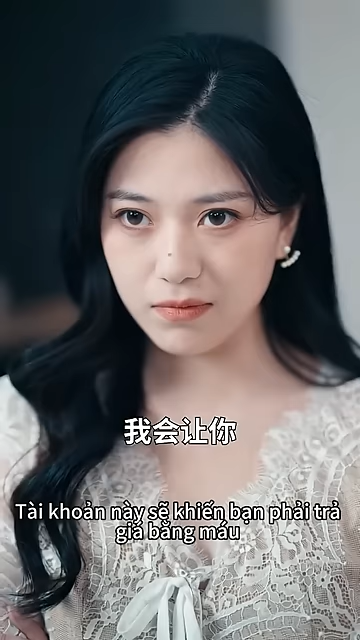 我会让你
Tài khoản này sẽ khiến bạn phải trả
giá bằng máu